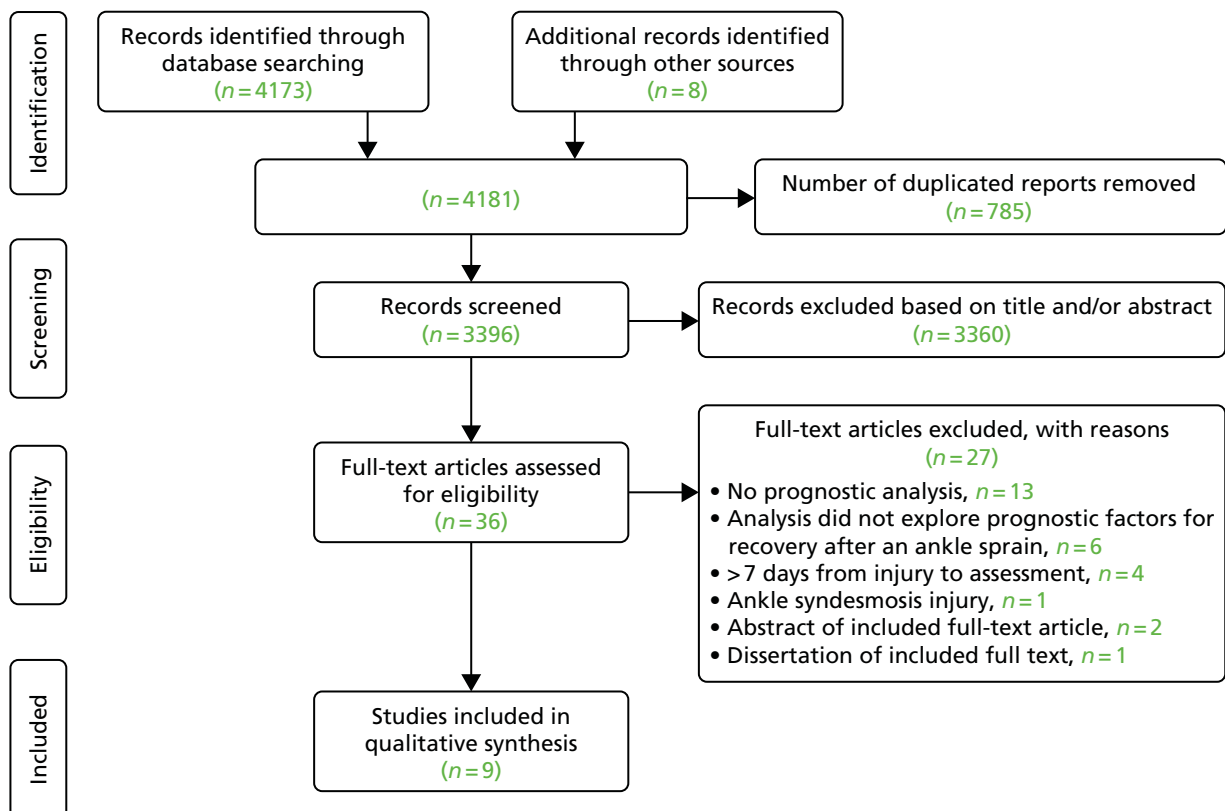 Identification
Records identified through
database searching
(n=4173)
Additional records identified
through other sources
(n=8)
(n=4181)
Number of duplicated reports removed
(n=785)
Screening
Records screened
(n=3396)
Records excluded based on title and/or abstract
(n=3360)
Eligibility
Full-text articles assessed
for eligibility
(n=36)
Full-text articles excluded, with reasons
(n=27)
• No prognostic analysis, n=13
• Analysis did not explore prognostic factors for
recovery after an ankle sprain, n=6
• >7 days from injury to assessment, n=4
• Ankle syndesmosis injury, n=1
• Abstract of included full-text article, n=2
• Dissertation of included full text, n=1
Included
Studies included in
qualitative synthesis
(n=9)